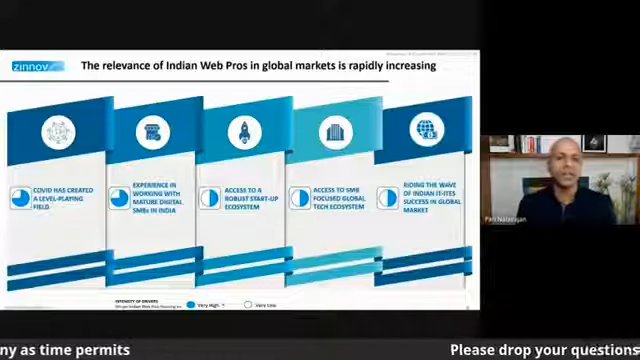 zinnov
The relevance of Indian Web Pros in global markets is rapidly increasing
COVID HAS CREATED
A LEVEL-PLAYING
FIELD
EXPERIENCE IN
WORKING WITH
MATURE DIGITAL
SMBs IN INDIA
ACCESS TO A
ROBUST START-UP
ECOSYSTEM
ACCESS TO SMB
FOCUSED GLOBAL
TECH ECOSYSTEM
RIDING THE WAVE
OF INDIAN IT-ITES
SUCCESS IN GLOBAL
MARKET
Pari Natarajan
INTENSITY OF DRIVERS
Very High
Very Low
ny as time permits
Please drop your questions